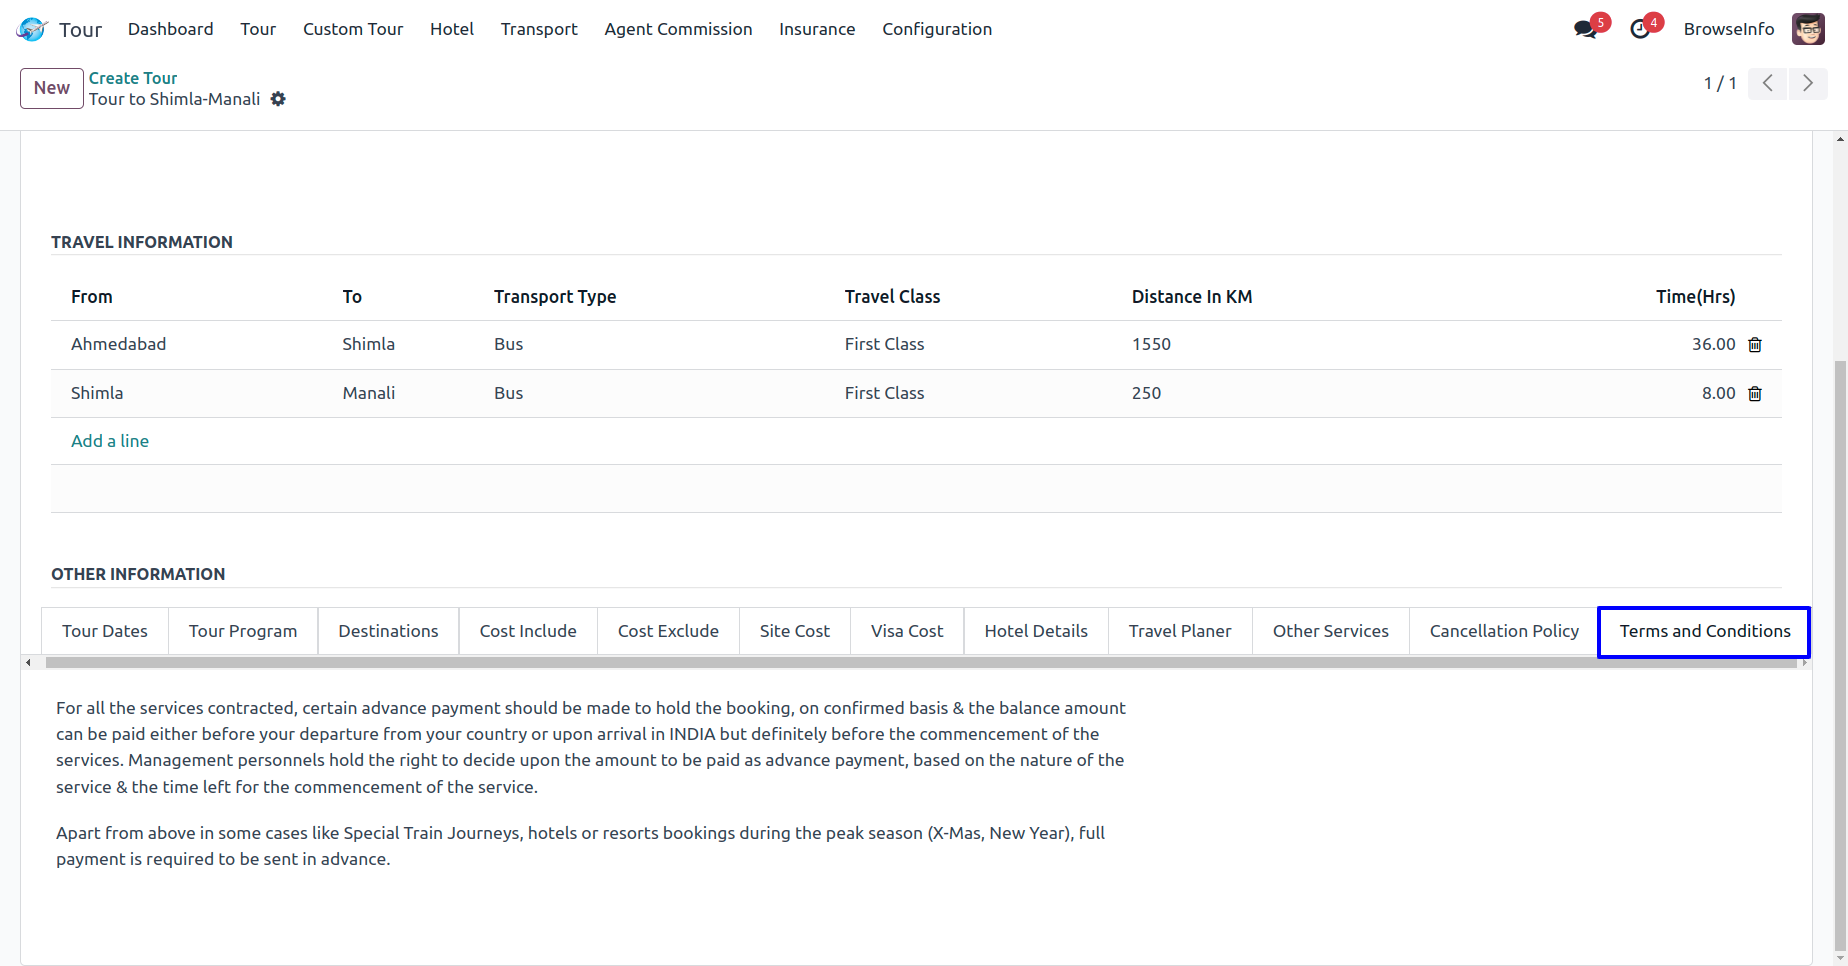 Tour Dashboard Tour Custom Tour Hotel Transport Agent Commission Insurance Configuration 5 4 BrowseInfo
New Create Tour
Tour to Shimla-Manali
1 / 1
TRAVEL INFORMATION
From To Transport Type Travel Class Distance In KM Time(Hrs)
Ahmedabad Shimla Bus First Class 1550 36.00
Shimla Manali Bus First Class 250 8.00
Add a line
OTHER INFORMATION
Tour Dates Tour Program Destinations Cost Include Cost Exclude Site Cost Visa Cost Hotel Details Travel Planer Other Services Cancellation Policy Terms and Conditions
For all the services contracted, certain advance payment should be made to hold the booking, on confirmed basis & the balance amount
can be paid either before your departure from your country or upon arrival in INDIA but definitely before the commencement of the
services. Management personnels hold the right to decide upon the amount to be paid as advance payment, based on the nature of the
service & the time left for the commencement of the service.
Apart from above in some cases like Special Train Journeys, hotels or resorts bookings during the peak season (X-Mas, New Year), full
payment is required to be sent in advance.